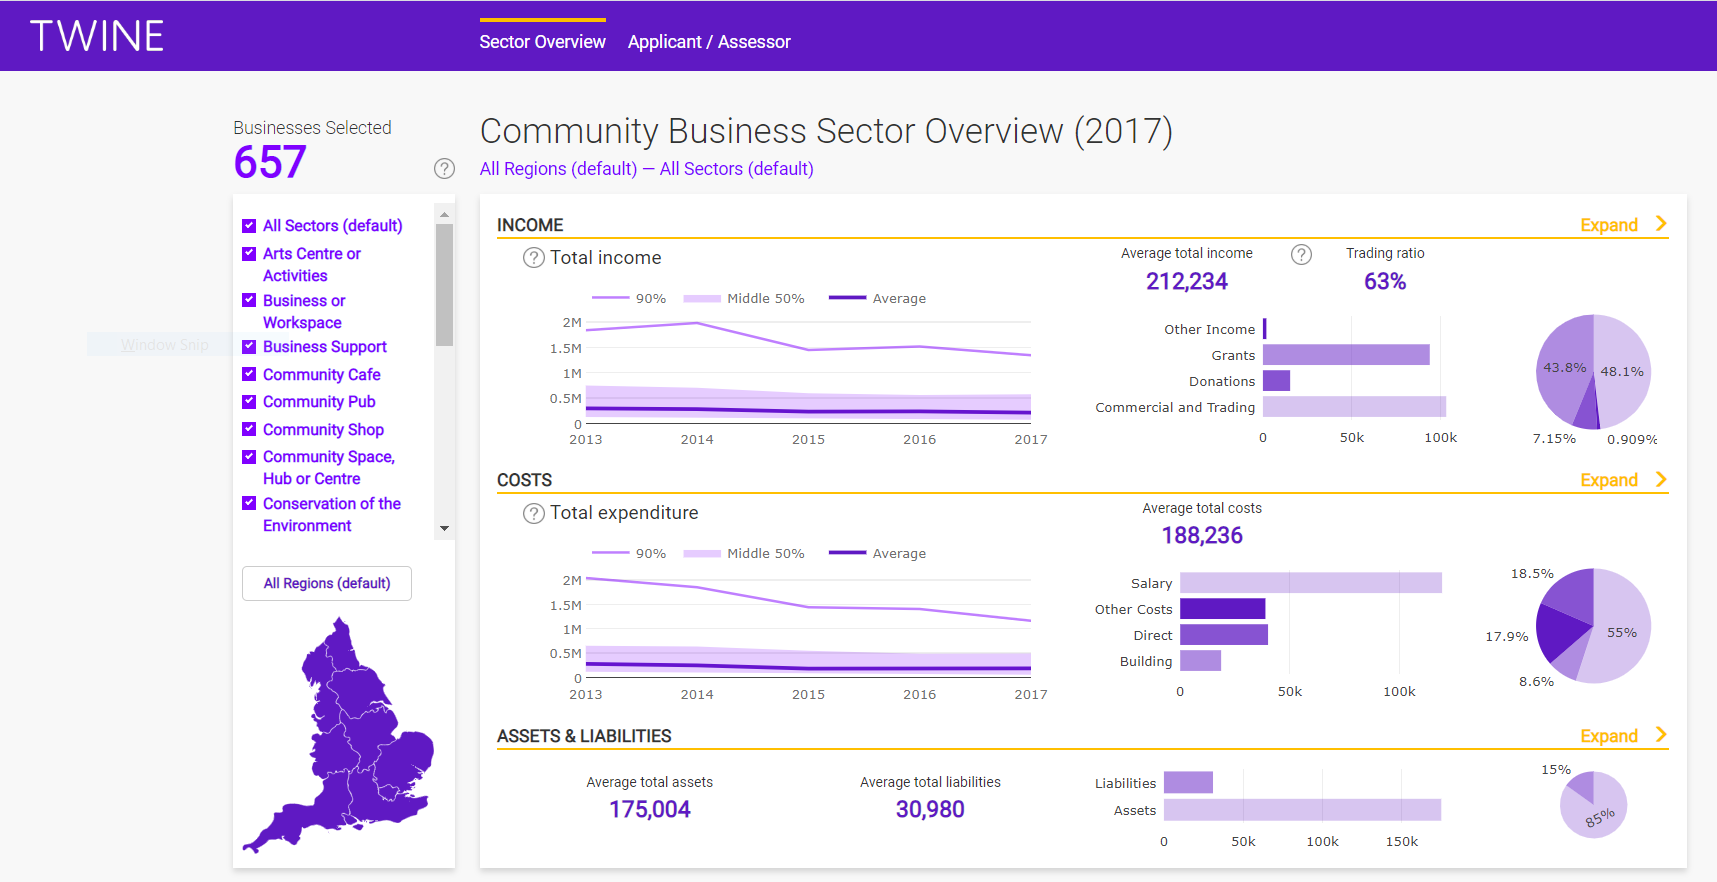 TWINE
Sector Overview
Applicant / Assessor
Businesses Selected
657
?
All Sectors (default)
Arts Centre or
Activities
Business or
Workspace
Business Support
Community Cafe
Community Pub
Community Shop
Community Space,
Hub or Centre
Conservation of the
Environment
Window Snip
All Regions (default)
Community Business Sector Overview (2017)
All Regions (default) — All Sectors (default)
INCOME
Expand
? Total income
90% Middle 50% Average
2M
1.5M
1M
0.5M
0
2013 2014 2015 2016 2017
Average total income
212,234
?
Trading ratio
63%
Other Income
Grants
Donations
Commercial and Trading
0 50k 100k
43.8% 48.1%
7.15% 0.909%
COSTS
Expand
? Total expenditure
90% Middle 50% Average
2M
1.5M
1M
0.5M
0
2013 2014 2015 2016 2017
Average total costs
188,236
Salary
Other Costs
Direct
Building
0 50k 100k
18.5%
55%
17.9%
8.6%
ASSETS & LIABILITIES
Expand
Average total assets
175,004
Average total liabilities
30,980
Liabilities
Assets
0 50k 100k 150k
15%
85%